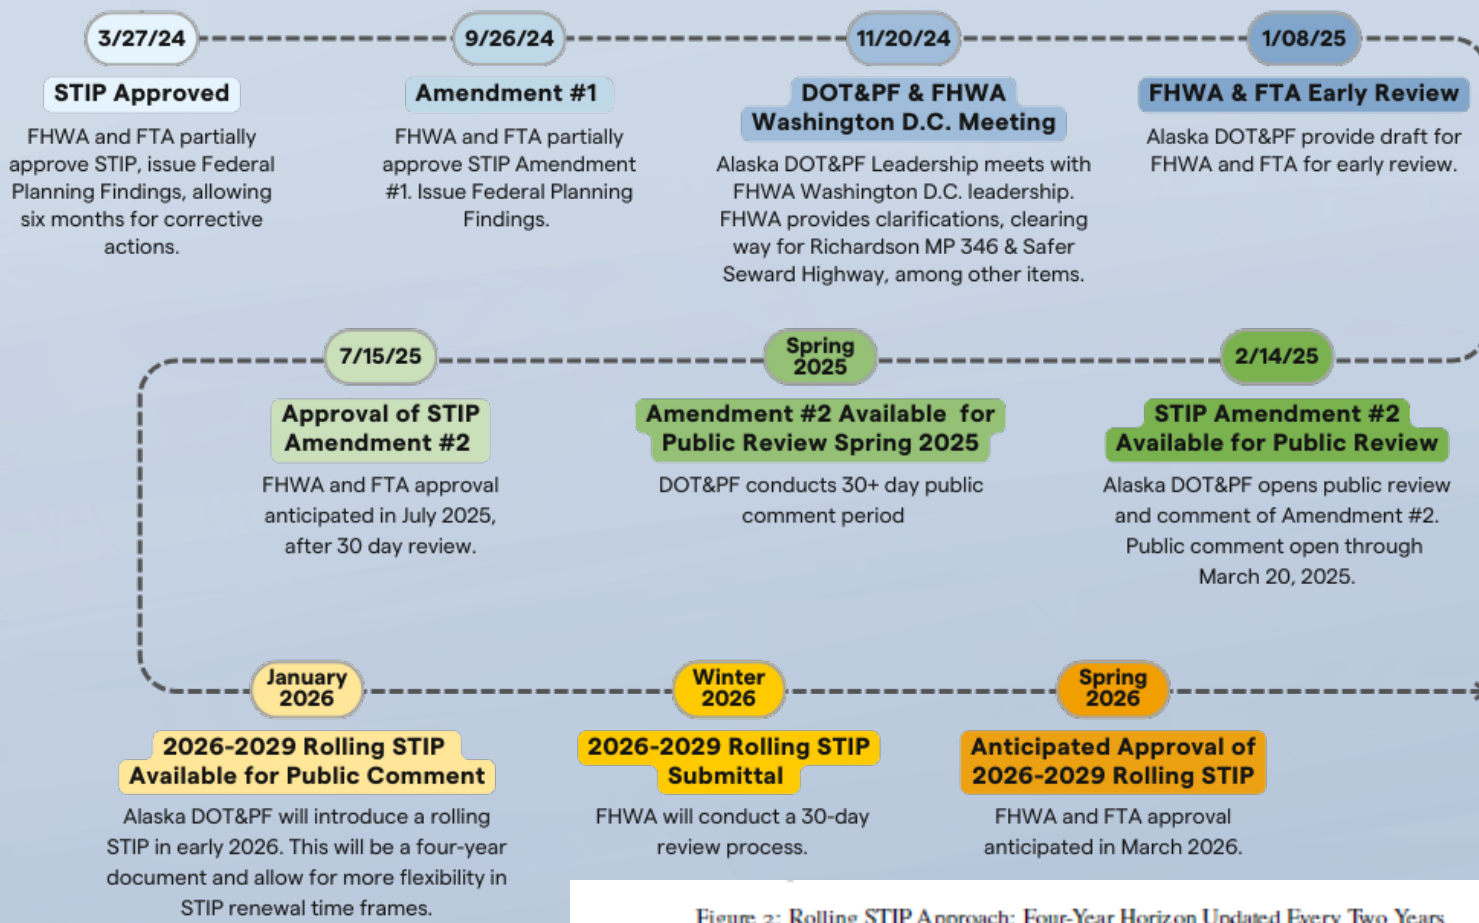 3/27/24
STIP Approved
FHWA and FTA partially
approve STIP, issue Federal
Planning Findings, allowing
six months for corrective
actions.
9/26/24
Amendment #1
FHWA and FTA partially
approve STIP Amendment
#1. Issue Federal Planning
Findings.
11/20/24
DOT&PF & FHWA
Washington D.C. Meeting
Alaska DOT&PF Leadership meets with
FHWA Washington D.C. leadership.
FHWA provides clarifications, clearing
way for Richardson MP 346 & Safer
Seward Highway, among other items.
1/08/25
FHWA & FTA Early Review
Alaska DOT&PF provide draft for
FHWA and FTA for early review.
7/15/25
Approval of STIP
Amendment #2
FHWA and FTA approval
anticipated in July 2025,
after 30 day review.
Spring
2025
Amendment #2 Available for
Public Review Spring 2025
DOT&PF conducts 30+ day public
comment period
2/14/25
STIP Amendment #2
Available for Public Review
Alaska DOT&PF opens public review
and comment of Amendment #2.
Public comment open through
March 20, 2025.
January
2026
2026-2029 Rolling STIP
Available for Public Comment
Alaska DOT&PF will introduce a rolling
STIP in early 2026. This will be a four-year
document and allow for more flexibility in
STIP renewal time frames.
Winter
2026
2026-2029 Rolling STIP
Submittal
FHWA will conduct a 30-day
review process.
Spring
2026
Anticipated Approval of
2026-2029 Rolling STIP
FHWA and FTA approval
anticipated in March 2026.
Figure 2: Rolling STIP Approach: Four-Year Horizon Updated Every Two Years